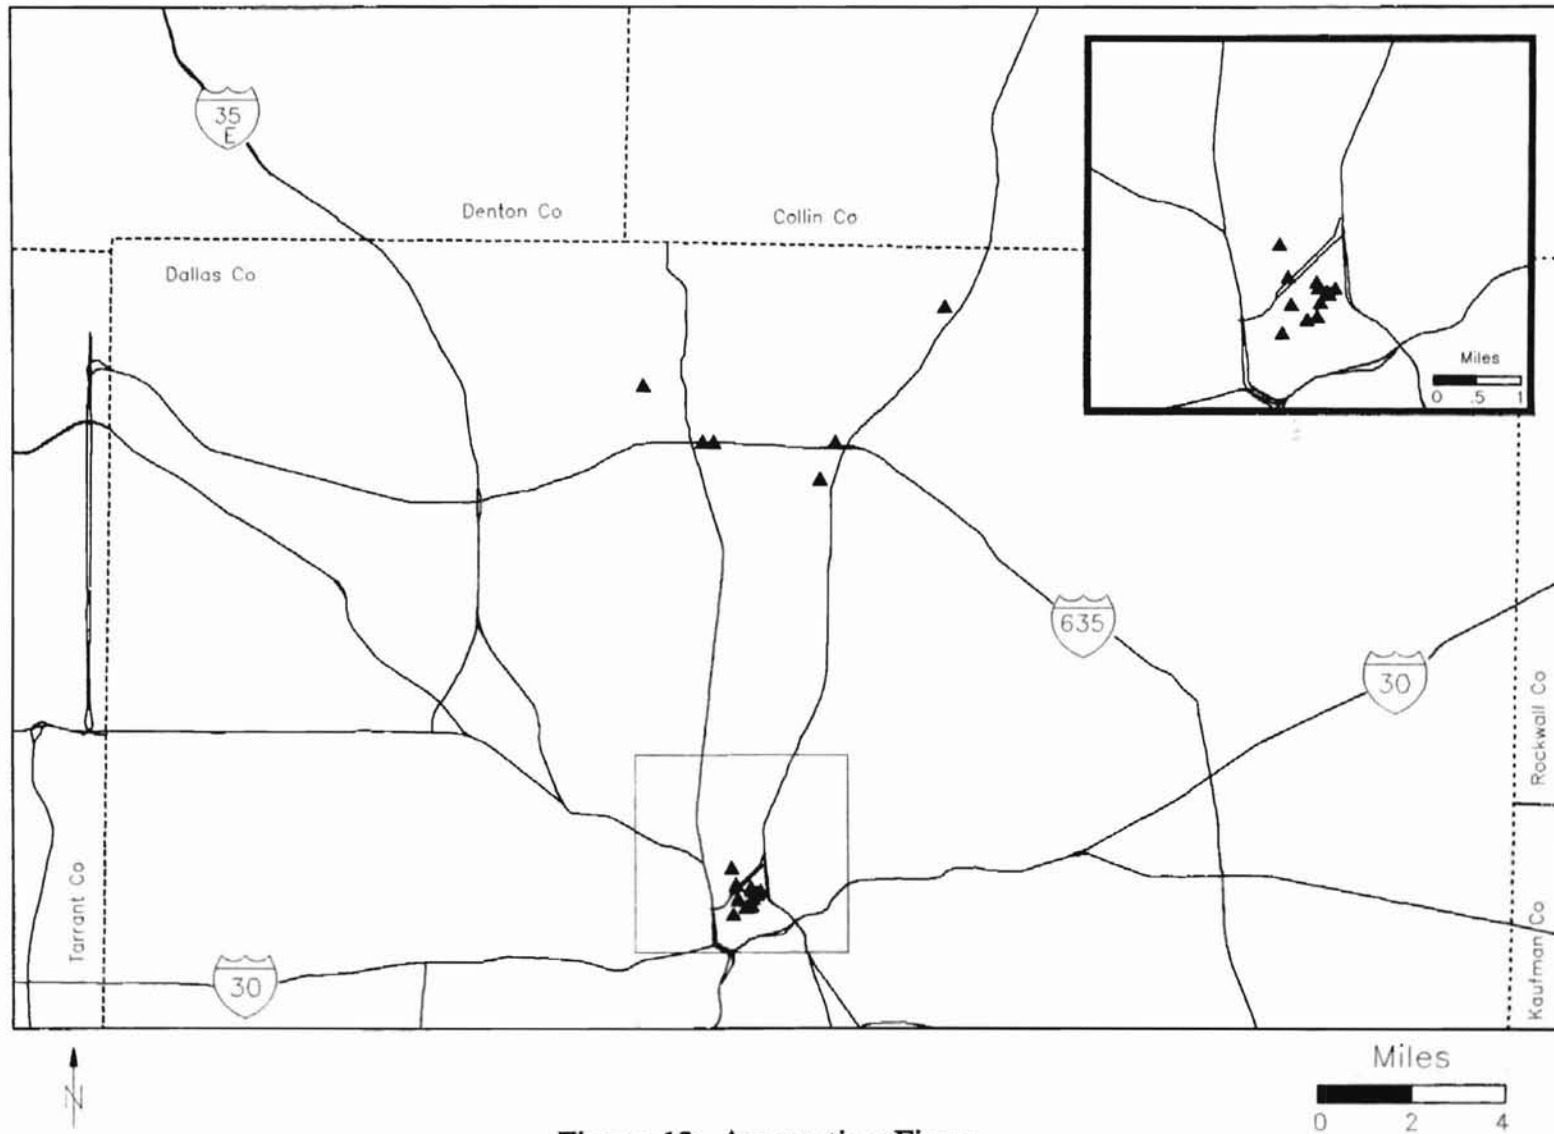 35
E
Denton Co
Collin Co
Dallas Co
Miles
0 .5 1
635
30
Rockwall Co
Tarrant Co
Kaufman Co
30
N
Miles
0 2 4